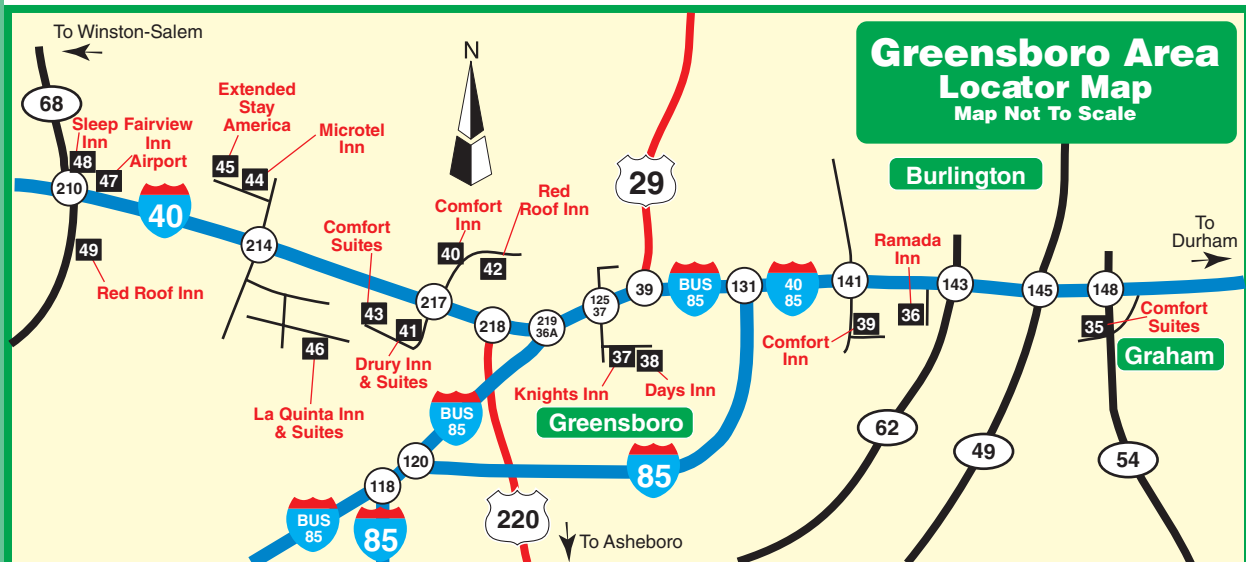 To Winston-Salem
N
Greensboro Area
Locator Map
Map Not To Scale
68
Sleep
Inn
Fairview
Inn
Airport
Extended
Stay
America
Microtel
Inn
48
47
45
44
210
40
29
Burlington
49
Red Roof Inn
214
Comfort
Suites
Comfort
Inn
Red
Roof Inn
40
42
Ramada
Inn
To
Durham
217
43
41
218
219
36A
125
37
39
BUS
85
131
40
85
141
143
145
148
36
39
35
Comfort
Suites
Comfort
Inn
Graham
46
Drury Inn
& Suites
La Quinta Inn
& Suites
37
38
Knights Inn
Days Inn
Greensboro
BUS
85
62
49
54
120
85
118
BUS
85
85
220
To Asheboro